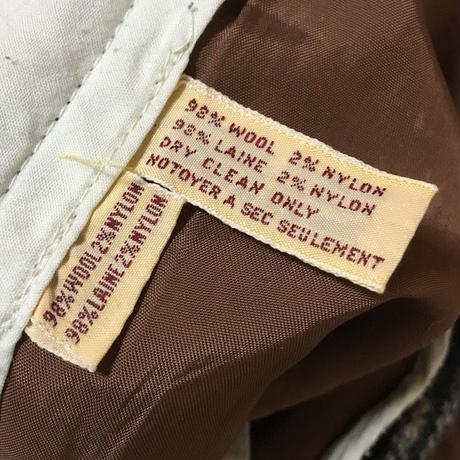 98% WOOL 2% NYLON
98% LAINE 2% NYLON
DRY CLEAN ONLY
NOTOYER A SEC SEULEMENT
98% WOOL 2% NYLON
98% LAINE 2% NYLON